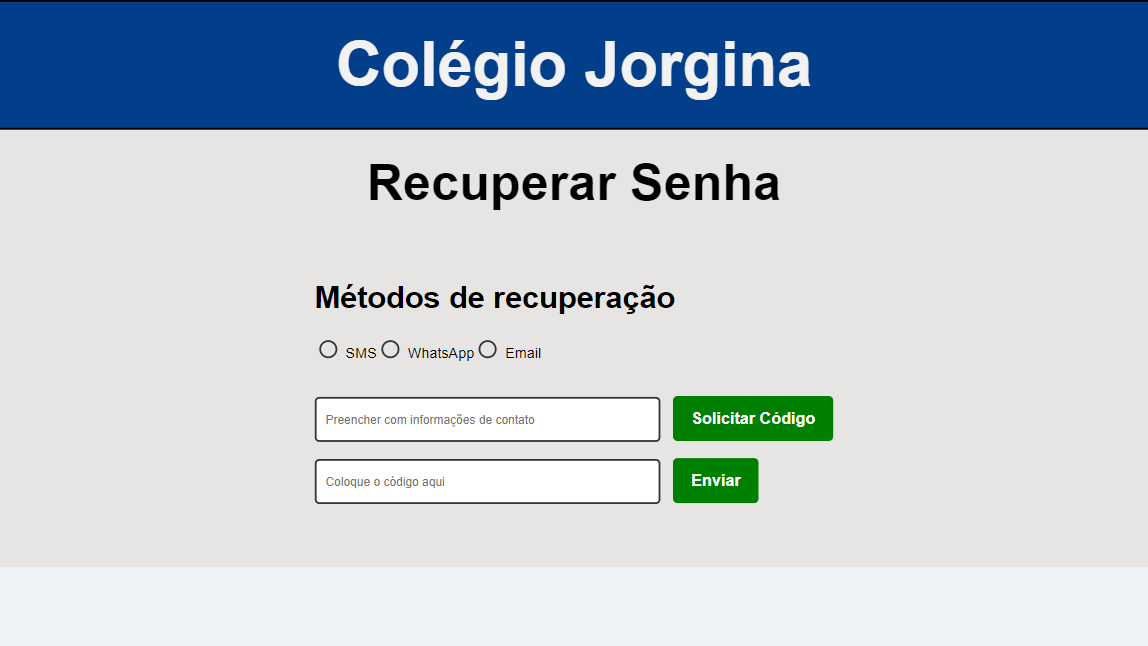 Colégio Jorgina
Recuperar Senha
Métodos de recuperação
SMS WhatsApp Email
Preencher com informações de contato Solicitar Código
Coloque o código aqui Enviar